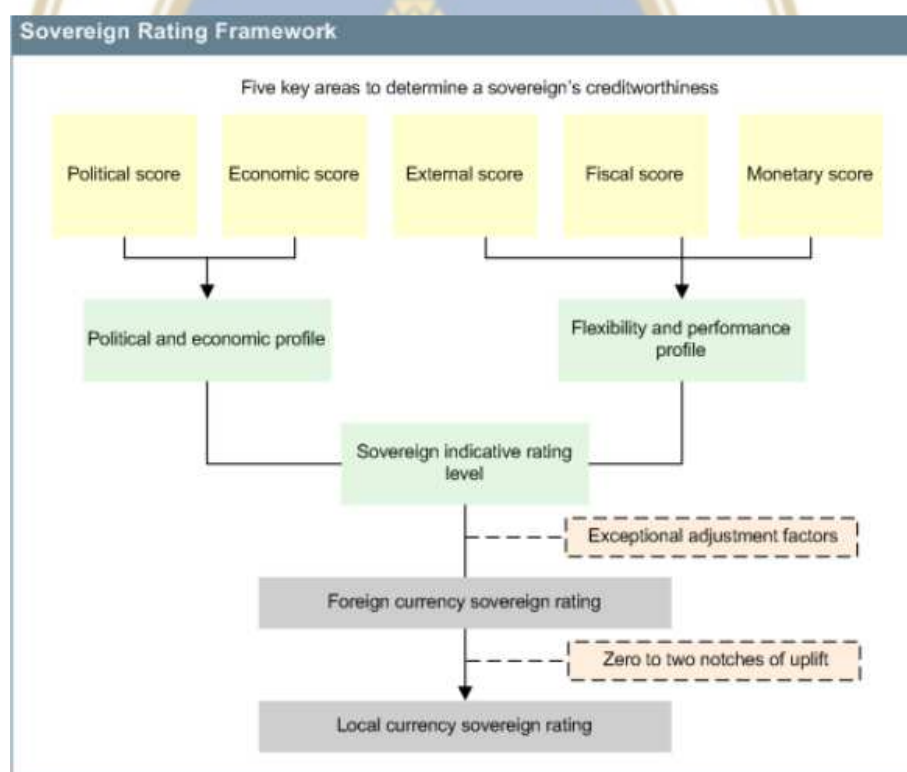 Sovereign Rating Framework
Five key areas to determine a sovereign's creditworthiness
Political score
Economic score
External score
Fiscal score
Monetary score
Political and economic profile
Flexibility and performance
profile
Sovereign indicative rating
level
Exceptional adjustment factors
Foreign currency sovereign rating
Zero to two notches of uplift
Local currency sovereign rating